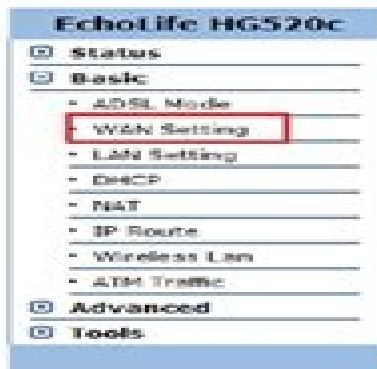 EchoLife HG520c
Status
Basic
- ADSL Mode
- WAN Setting
- LAN Setting
- DHCP
- NAT
- IP Route
- Wireless Lan
- ATM Traffic
Advanced
Tools